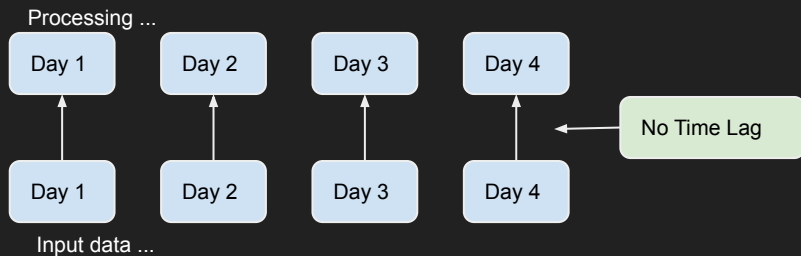 Processing ...
Day 1
Day 2
Day 3
Day 4
No Time Lag
Day 1
Day 2
Day 3
Day 4
Input data ...